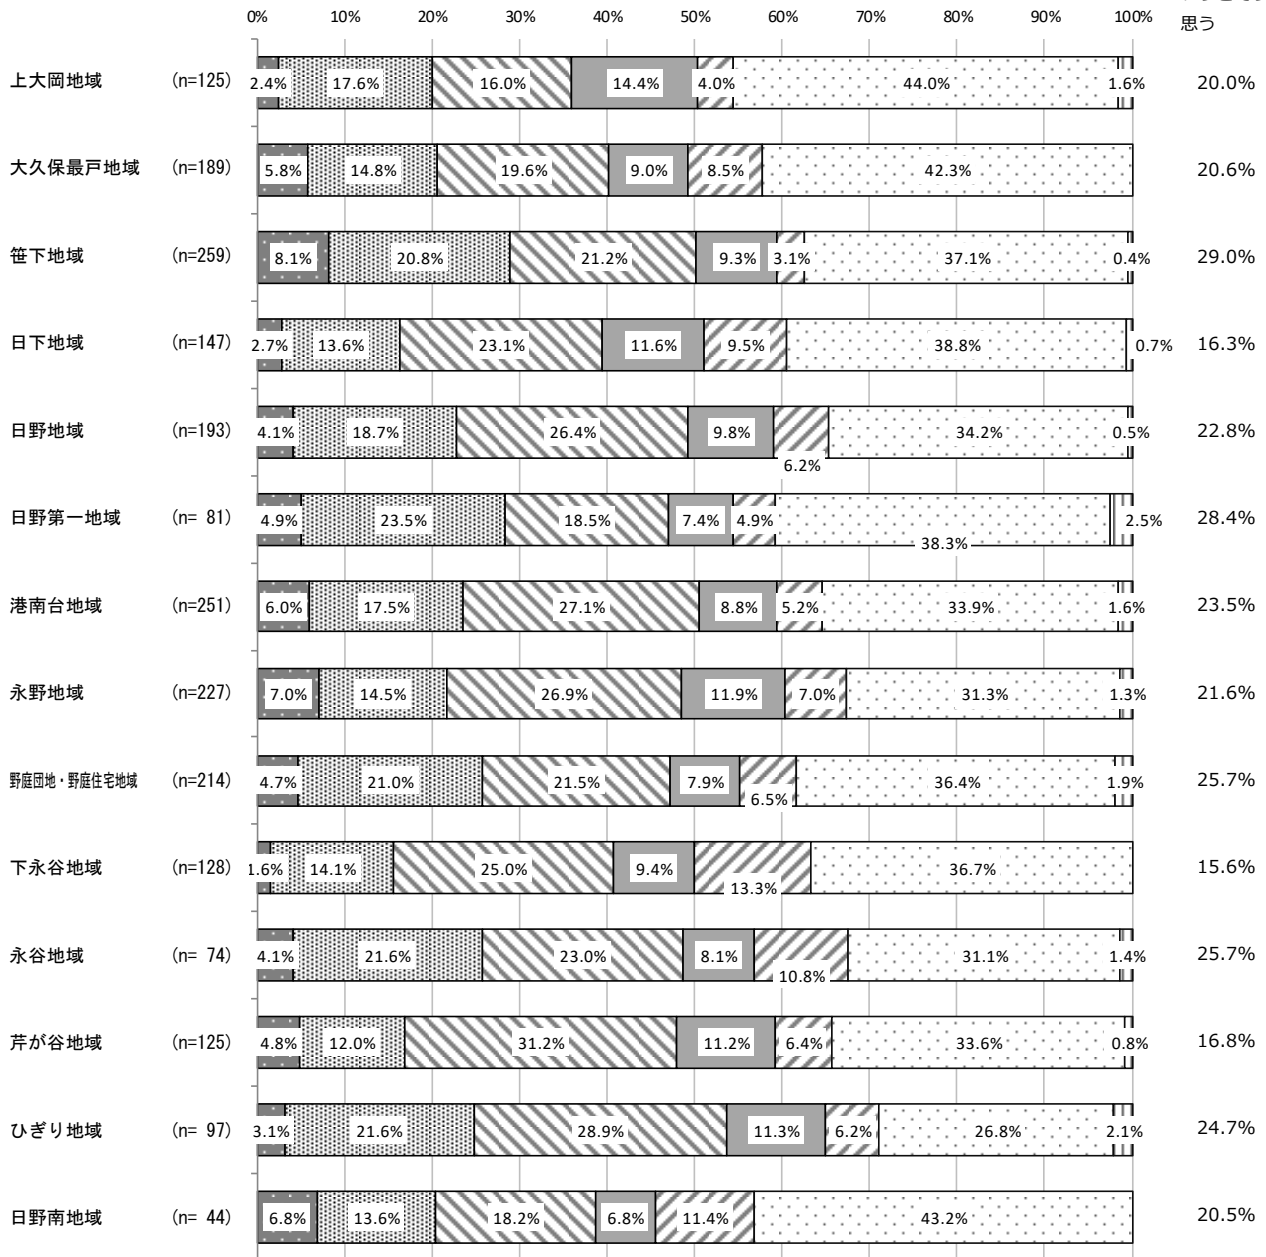 0% 10% 20% 30% 40% 50% 60% 70% 80% 90% 100%
思う
上大岡地域 (n=125) 2.4% 17.6% 16.0% 14.4% 4.0% 44.0% 1.6% 20.0%
大久保最戸地域 (n=189) 5.8% 14.8% 19.6% 9.0% 8.5% 42.3% 20.6%
笹下地域 (n=259) 8.1% 20.8% 21.2% 9.3% 3.1% 37.1% 0.4% 29.0%
日下地域 (n=147) 2.7% 13.6% 23.1% 11.6% 9.5% 38.8% 0.7% 16.3%
日野地域 (n=193) 4.1% 18.7% 26.4% 9.8% 6.2% 34.2% 0.5% 22.8%
日野第一地域 (n= 81) 4.9% 23.5% 18.5% 7.4% 4.9% 38.3% 2.5% 28.4%
港南台地域 (n=251) 6.0% 17.5% 27.1% 8.8% 5.2% 33.9% 1.6% 23.5%
永野地域 (n=227) 7.0% 14.5% 26.9% 11.9% 7.0% 31.3% 1.3% 21.6%
野庭団地・野庭住宅地域 (n=214) 4.7% 21.0% 21.5% 7.9% 6.5% 36.4% 1.9% 25.7%
下永谷地域 (n=128) 1.6% 14.1% 25.0% 9.4% 13.3% 36.7% 15.6%
永谷地域 (n= 74) 4.1% 21.6% 23.0% 8.1% 10.8% 31.1% 1.4% 25.7%
芹が谷地域 (n=125) 4.8% 12.0% 31.2% 11.2% 6.4% 33.6% 0.8% 16.8%
ひぎり地域 (n= 97) 3.1% 21.6% 28.9% 11.3% 6.2% 26.8% 2.1% 24.7%
日野南地域 (n= 44) 6.8% 13.6% 18.2% 6.8% 11.4% 43.2% 20.5%